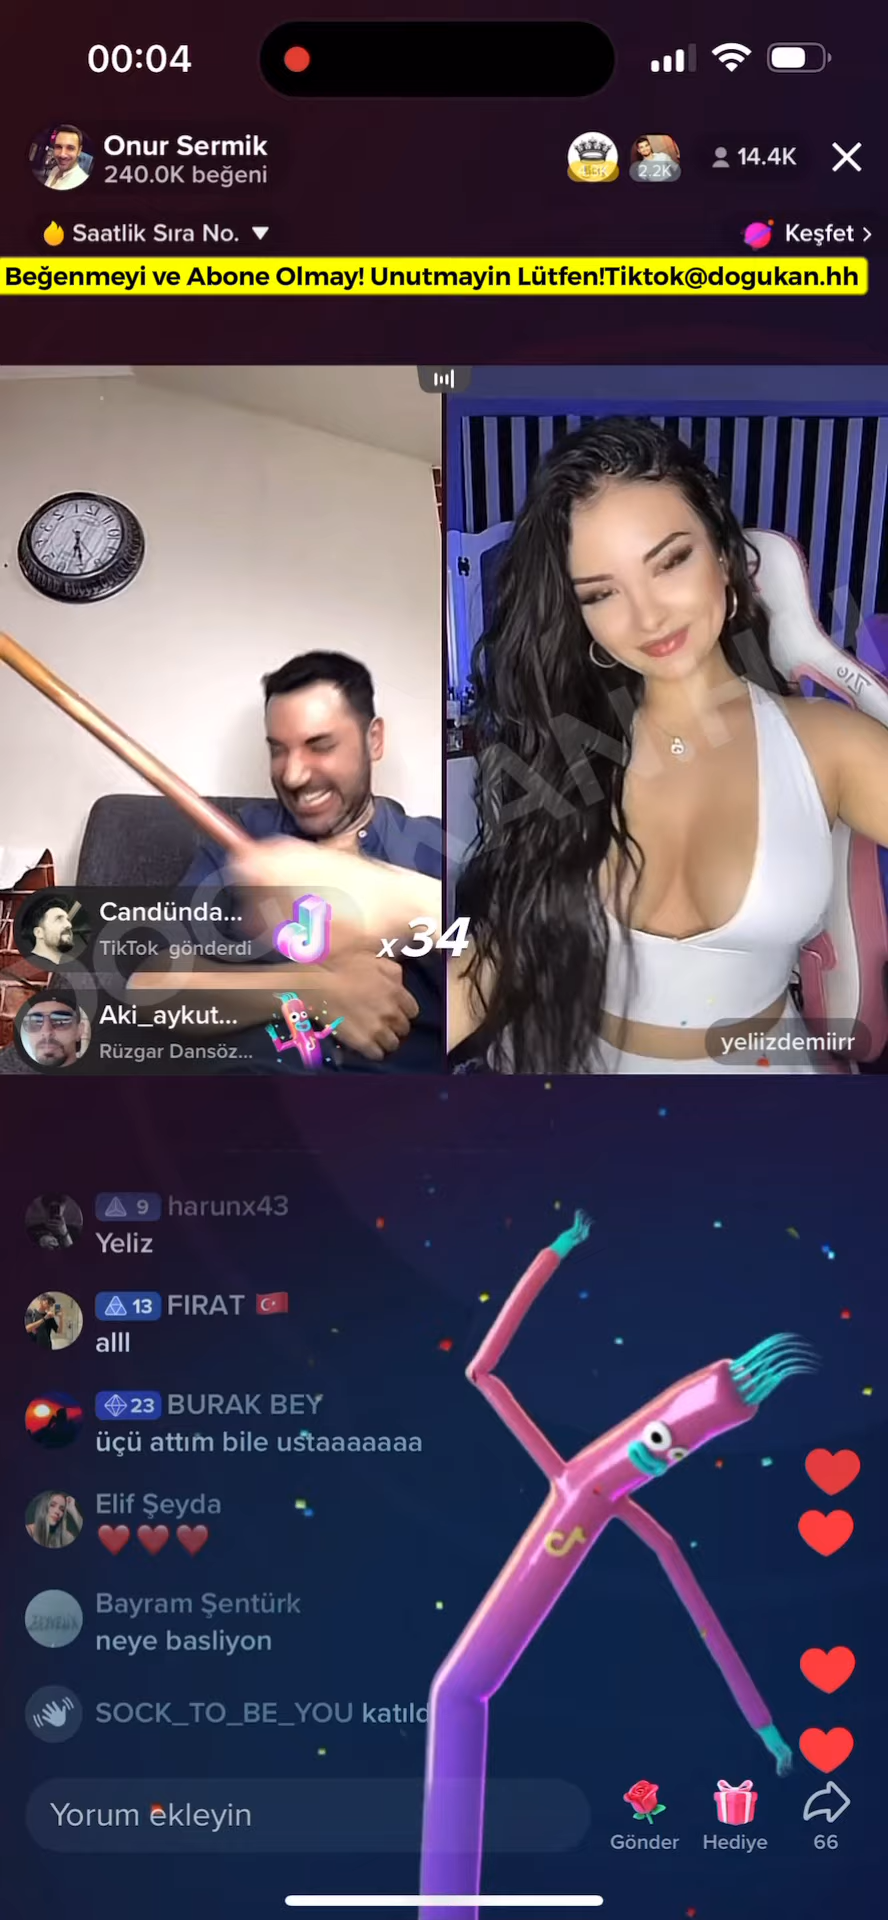 00:04
Onur Sermik
240.0K beğeni
2.2K
14.4K
Saatlik Sıra No.
Keşfet
Beğenmeyi ve Abone Olmay! Unutmayin Lütfen!Tiktok@dogukan.hh
Candünda...
TikTok gönderdi
x34
Aki_aykut...
Rüzgar Dansöz...
yeliizdemiirr
9 harunx43
Yeliz
13 FIRAT
alll
23 BURAK BEY
üçü attım bile ustaaaaaaa
Elif Şeyda
Bayram Şentürk
neye basliyon
SOCK_TO_BE_YOU katıld
Yorum ekleyin
Gönder
Hediye
66